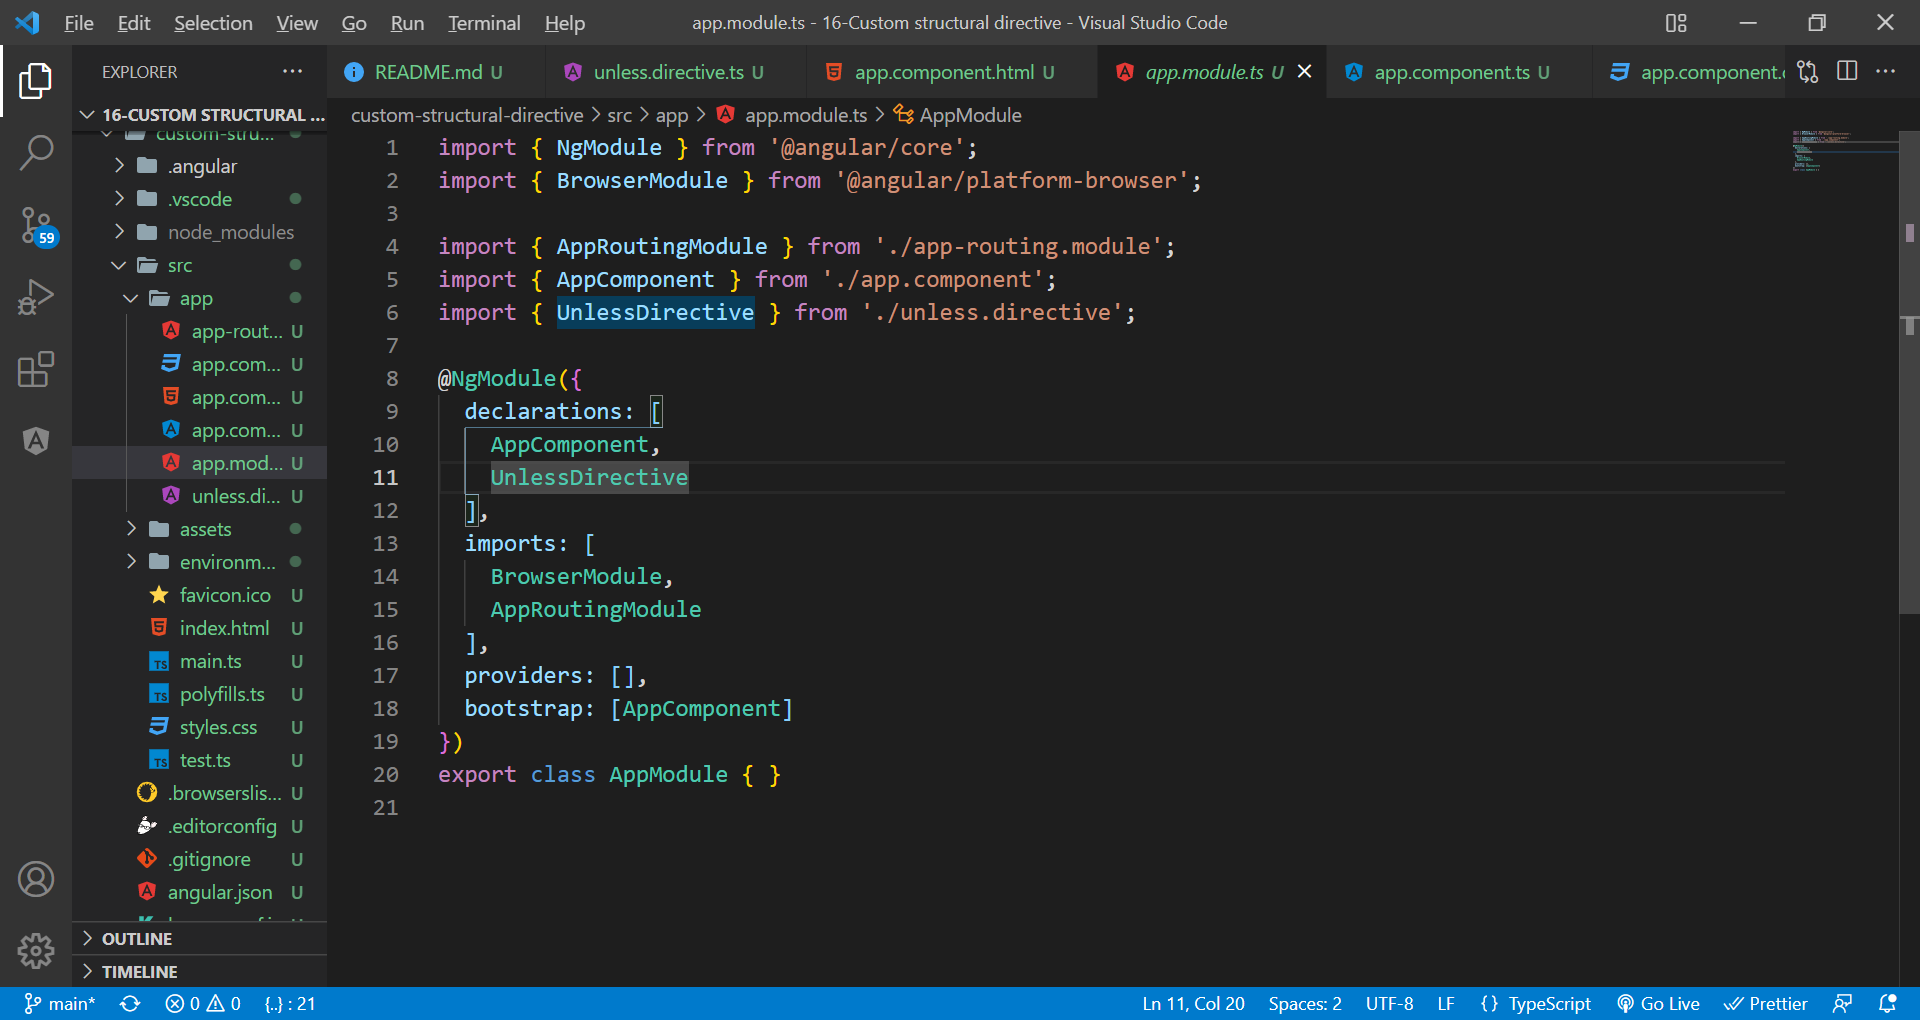 File Edit Selection View Go Run Terminal Help app.module.ts - 16-Custom structural directive - Visual Studio Code
EXPLORER
README.md U unless.directive.ts U app.component.html U app.module.ts U app.component.ts U app.component.
16-CUSTOM STRUCTURAL ...
custom-structural-directive > src > app > app.module.ts > AppModule
custom-stru...
.angular
.vscode
node_modules
src
app
app-rout... U
app.com... U
app.com... U
app.com... U
app.mod... U
unless.di... U
assets
environm...
favicon.ico U
index.html U
main.ts U
polyfills.ts U
styles.css U
test.ts U
.browserslis... U
.editorconfig U
.gitignore U
angular.json U
OUTLINE
TIMELINE
59
1 import { NgModule } from '@angular/core';
2 import { BrowserModule } from '@angular/platform-browser';
3
4 import { AppRoutingModule } from './app-routing.module';
5 import { AppComponent } from './app.component';
6 import { UnlessDirective } from './unless.directive';
7
8 @NgModule({
9 declarations: [
10 AppComponent,
11 UnlessDirective
12 ],
13 imports: [
14 BrowserModule,
15 AppRoutingModule
16 ],
17 providers: [],
18 bootstrap: [AppComponent]
19 })
20 export class AppModule { }
21
main* 0 0 {..} : 21 Ln 11, Col 20 Spaces: 2 UTF-8 LF {} TypeScript Go Live Prettier